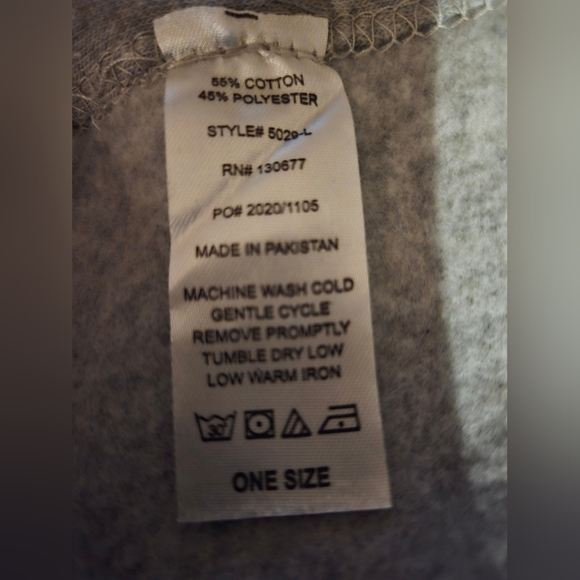 55% COTTON
45% POLYESTER
STYLE# 5029-L
RN# 130677
PO# 2020/1105
MADE IN PAKISTAN
MACHINE WASH COLD
GENTLE CYCLE
REMOVE PROMPTLY
TUMBLE DRY LOW
LOW WARM IRON
30°
ONE SIZE